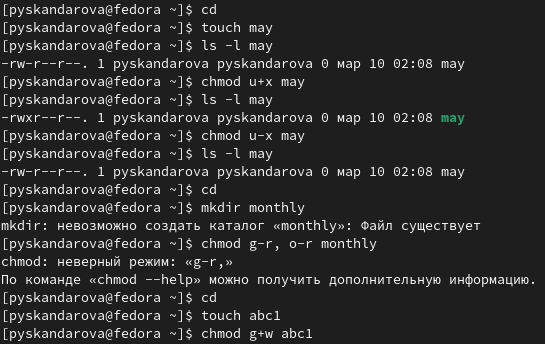 [pyskandarova@fedora ~]$ cd
[pyskandarova@fedora ~]$ touch may
[pyskandarova@fedora ~]$ ls -l may
-rw-r--r--. 1 pyskandarova pyskandarova 0 мар 10 02:08 may
[pyskandarova@fedora ~]$ chmod u+x may
[pyskandarova@fedora ~]$ ls -l may
-rwxr--r--. 1 pyskandarova pyskandarova 0 мар 10 02:08 may
[pyskandarova@fedora ~]$ chmod u-x may
[pyskandarova@fedora ~]$ ls -l may
-rw-r--r--. 1 pyskandarova pyskandarova 0 мар 10 02:08 may
[pyskandarova@fedora ~]$ cd
[pyskandarova@fedora ~]$ mkdir monthly
mkdir: невозможно создать каталог «monthly»: Файл существует
[pyskandarova@fedora ~]$ chmod g-r, o-r monthly
chmod: неверный режим: «g-r,»
По команде «chmod --help» можно получить дополнительную информацию.
[pyskandarova@fedora ~]$ cd
[pyskandarova@fedora ~]$ touch abc1
[pyskandarova@fedora ~]$ chmod g+w abc1